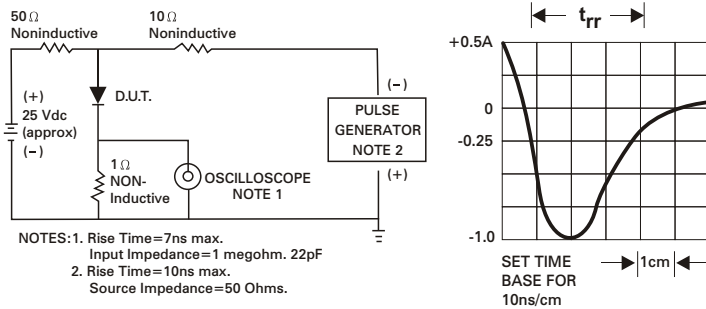 50Ω
Noninductive
10Ω
Noninductive
(+)
25 Vdc
(approx)
(-)
D.U.T.
1Ω
NON-
Inductive
OSCILLOSCOPE
NOTE 1
(-)
PULSE
GENERATOR
NOTE 2
(+)
NOTES:1. Rise Time=7ns max.
Input Impedance=1 megohm. 22pF
2. Rise Time=10ns max.
Source Impedance=50 Ohms.
trr
+0.5A
0
-0.25
-1.0
SET TIME
BASE FOR
10ns/cm
1cm